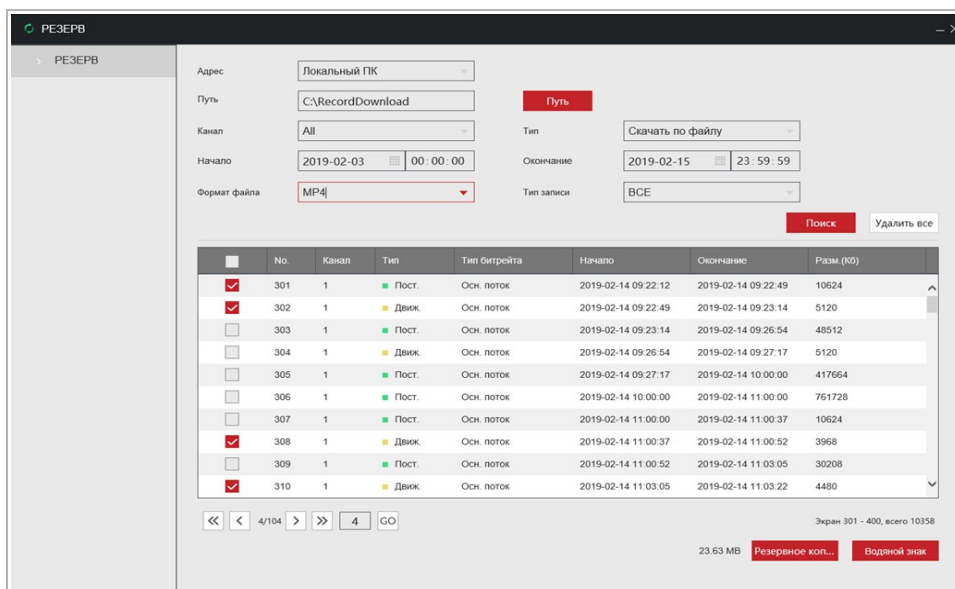 РЕЗЕРВ
РЕЗЕРВ
Адрес Локальный ПК
Путь C:\RecordDownload Путь
Канал All Тип Скачать по файлу
Начало 2019-02-03 00:00:00 Окончание 2019-02-15 23:59:59
Формат файла MP4 Тип записи ВСЕ
Поиск Удалить все
No. Канал Тип Тип битрейта Начало Окончание Разм.(Кб)
301 1 Пост. Осн. поток 2019-02-14 09:22:12 2019-02-14 09:22:49 10624
302 1 Движ. Осн. поток 2019-02-14 09:22:49 2019-02-14 09:23:14 5120
303 1 Пост. Осн. поток 2019-02-14 09:23:14 2019-02-14 09:26:54 48512
304 1 Движ. Осн. поток 2019-02-14 09:26:54 2019-02-14 09:27:17 5120
305 1 Пост. Осн. поток 2019-02-14 09:27:17 2019-02-14 10:00:00 417664
306 1 Пост. Осн. поток 2019-02-14 10:00:00 2019-02-14 11:00:00 761728
307 1 Пост. Осн. поток 2019-02-14 11:00:00 2019-02-14 11:00:37 10624
308 1 Движ. Осн. поток 2019-02-14 11:00:37 2019-02-14 11:00:52 3968
309 1 Пост. Осн. поток 2019-02-14 11:00:52 2019-02-14 11:03:05 30208
310 1 Движ. Осн. поток 2019-02-14 11:03:05 2019-02-14 11:03:22 4480
4/104 4 GO Экран 301 - 400, всего 10358
23.63 MB Резервное коп... Водяной знак